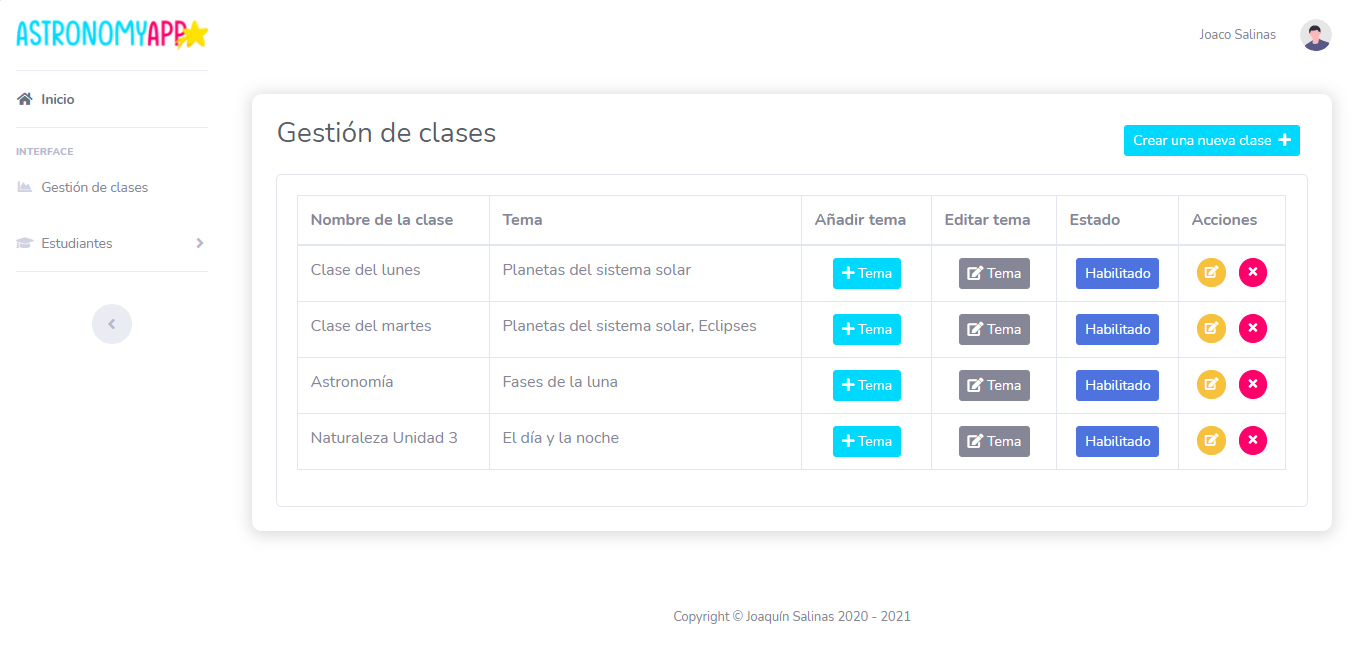 ASTRONOMYAPP
Joaco Salinas
Inicio
INTERFACE
Gestión de clases
Estudiantes
Gestión de clases
Crear una nueva clase
Nombre de la clase Tema Añadir tema Editar tema Estado Acciones
Clase del lunes Planetas del sistema solar Tema Tema Habilitado
Clase del martes Planetas del sistema solar, Eclipses Tema Tema Habilitado
Astronomía Fases de la luna Tema Tema Habilitado
Naturaleza Unidad 3 El día y la noche Tema Tema Habilitado
Copyright © Joaquín Salinas 2020 - 2021